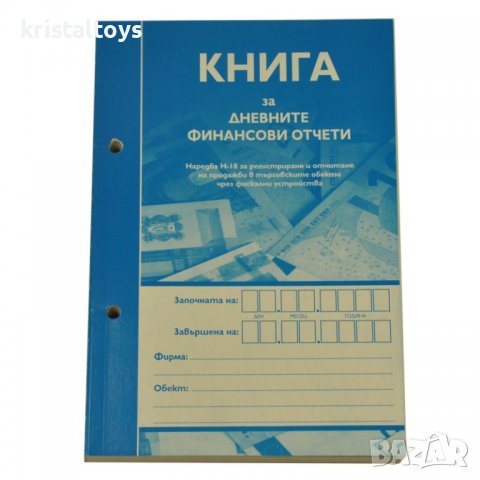 kristaltoys
КНИГА
за
ДНЕВНИТЕ
ФИНАНСОВИ ОТЧЕТИ
Наредба Н-18 за регистриране и отчитане
на продажби в търговските обекти
чрез фискални устройства
Започната на:
ДЕН МЕСЕЦ ГОДИНА
Завършена на:
Фирма:
Обект:
BAZAR